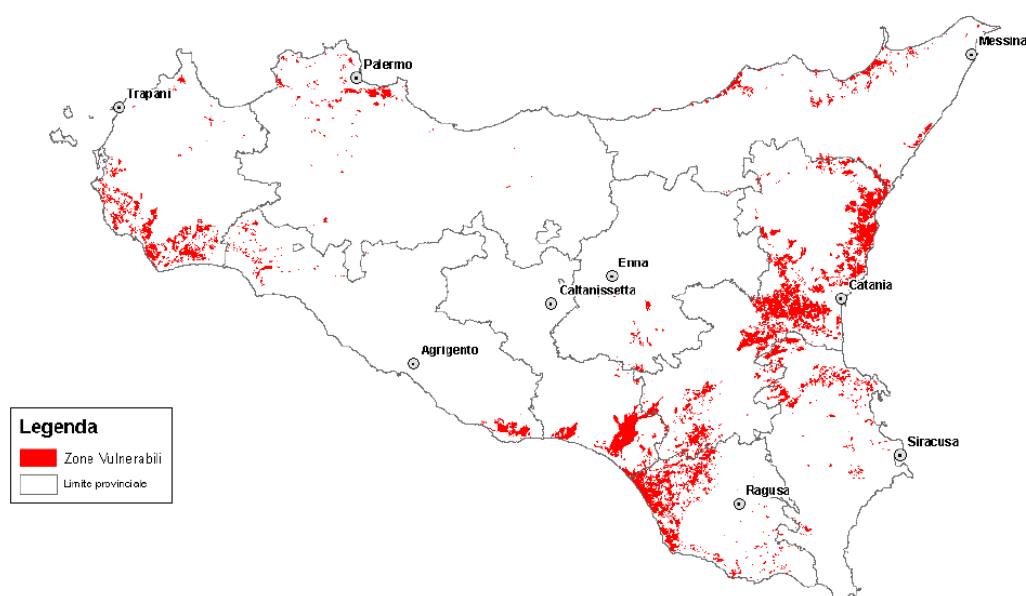 Messina
Palermo
Trapani
Enna
Caltanissetta
Catania
Agrigento
Siracusa
Ragusa
Legenda
Zone Vulnerabili
Limite provinciale